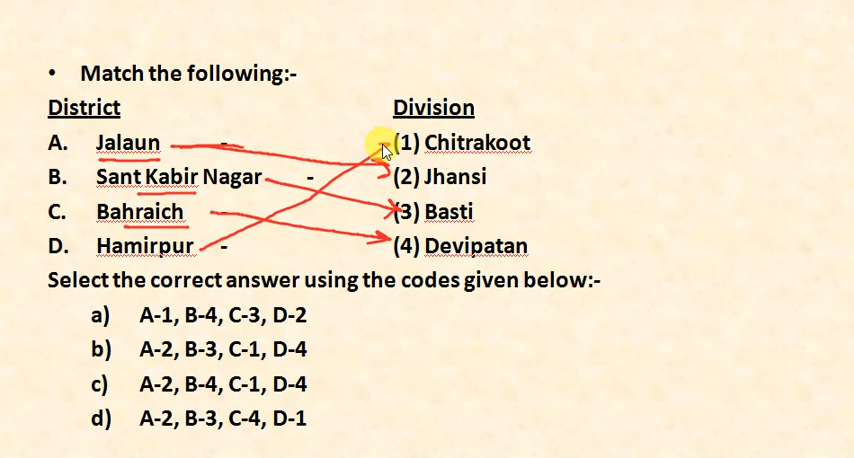 • Match the following:-
District Division
A. Jalaun - (1) Chitrakoot
B. Sant Kabir Nagar - (2) Jhansi
C. Bahraich - (3) Basti
D. Hamirpur - (4) Devipatan
Select the correct answer using the codes given below:-
a) A-1, B-4, C-3, D-2
b) A-2, B-3, C-1, D-4
c) A-2, B-4, C-1, D-4
d) A-2, B-3, C-4, D-1